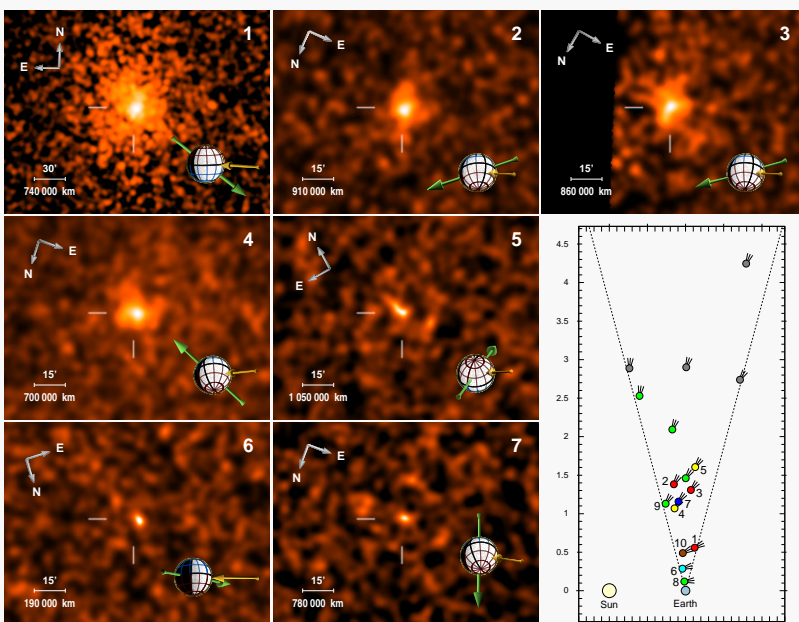 1
N
E
30'
740 000 km
2
E
N
15'
910 000 km
3
E
N
15'
860 000 km
4
E
N
15'
700 000 km
5
N
E
15'
1 050 000 km
6
E
N
15'
190 000 km
7
E
N
15'
780 000 km
4.5
4
3.5
3
2.5
2
5
1.5
2
3
9
7
4
1
10
1
0.5
6
8
0
Sun
Earth